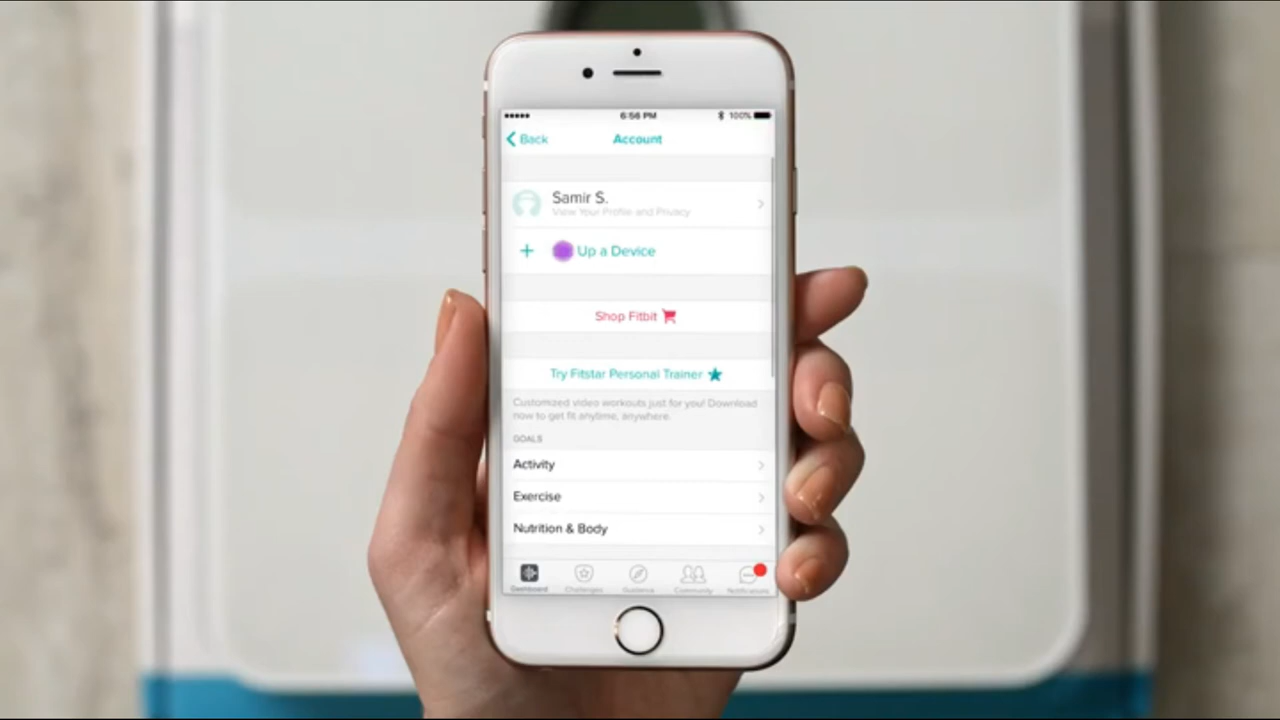 6:56 PM
100%
Back
Account
Samir S.
View Your Profile and Privacy
Up a Device
Shop Fitbit
Try Fitstar Personal Trainer
Customized video workouts just for you! Download
now to get fit anytime, anywhere.
GOALS
Activity
Exercise
Nutrition & Body
Dashboard
Challenges
Guidance
Community
Notifications